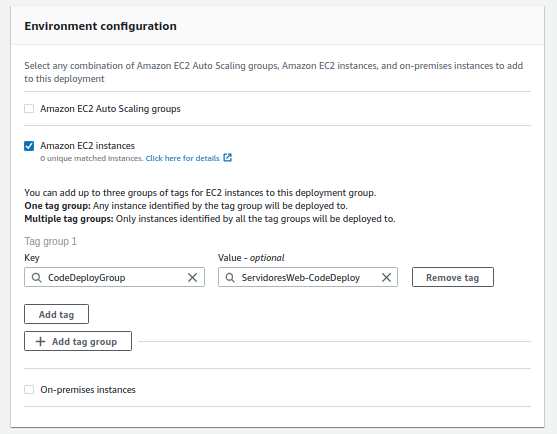 Environment configuration
Select any combination of Amazon EC2 Auto Scaling groups, Amazon EC2 instances, and on-premises instances to add
to this deployment
Amazon EC2 Auto Scaling groups
Amazon EC2 instances
0 unique matched instances. Click here for details
You can add up to three groups of tags for EC2 instances to this deployment group.
One tag group: Any instance identified by the tag group will be deployed to.
Multiple tag groups: Only instances identified by all the tag groups will be deployed to.
Tag group 1
Key
Value - optional
CodeDeployGroup
ServidoresWeb-CodeDeploy
Remove tag
Add tag
Add tag group
On-premises instances